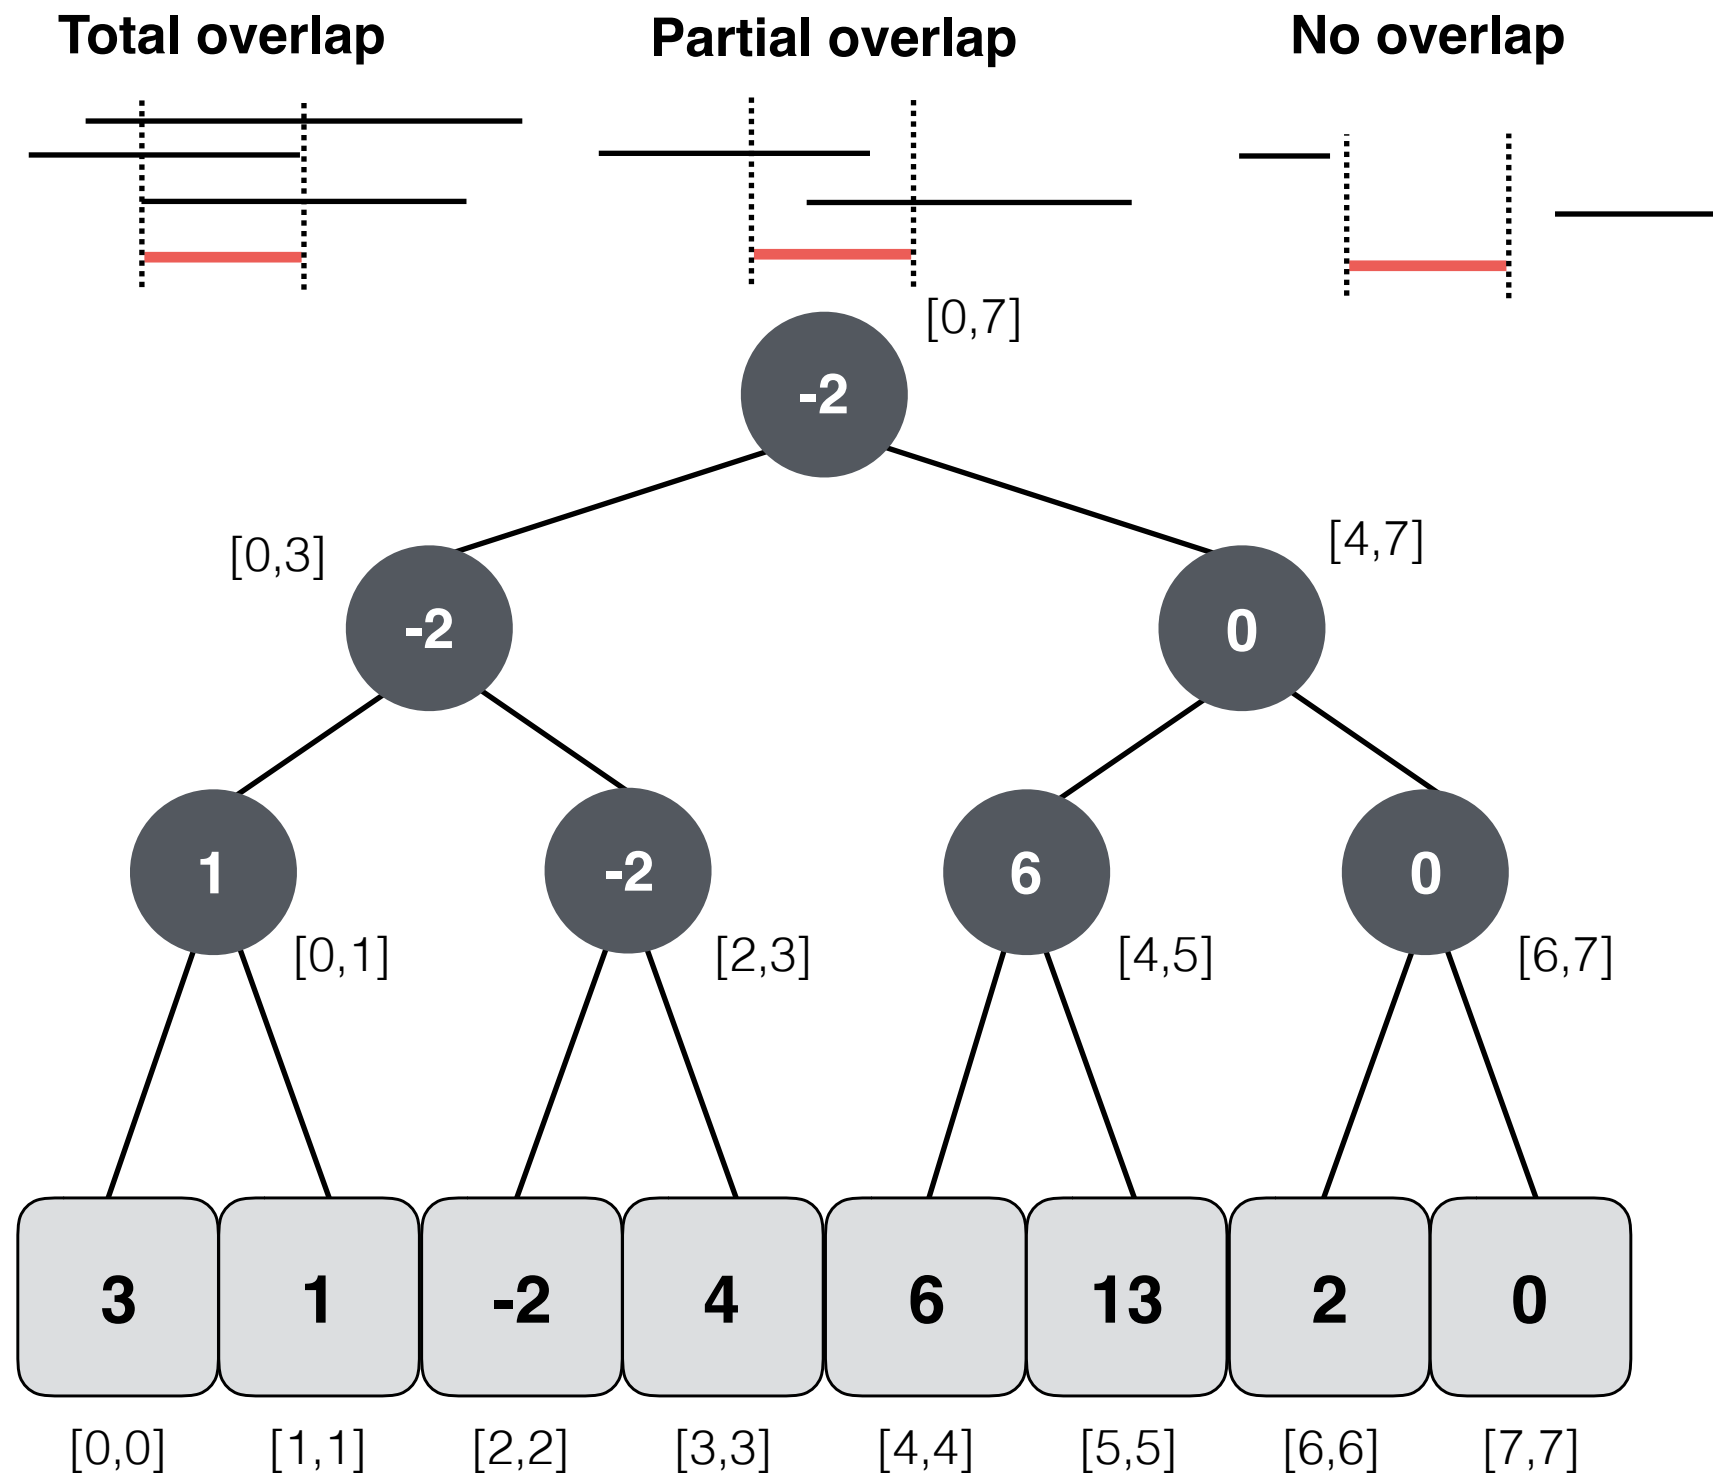 Total overlap Partial overlap No overlap
[0,7]
-2
[0,3] [4,7]
-2 0
1 -2 6 0
[0,1] [2,3] [4,5] [6,7]
3 1 -2 4 6 13 2 0
[0,0] [1,1] [2,2] [3,3] [4,4] [5,5] [6,6] [7,7]